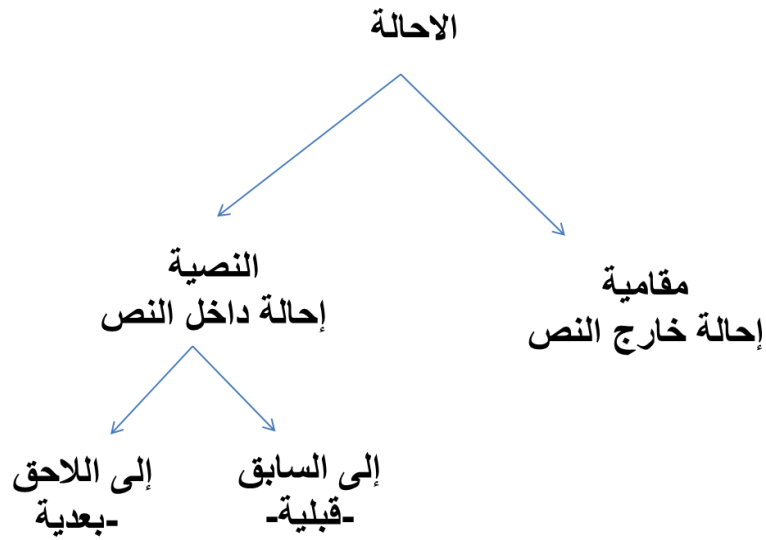 الاحالة
مقامية
إحالة خارج النص
النصية
إحالة داخل النص
إلى السابق
-قبلية-
إلى اللاحق
-بعدية